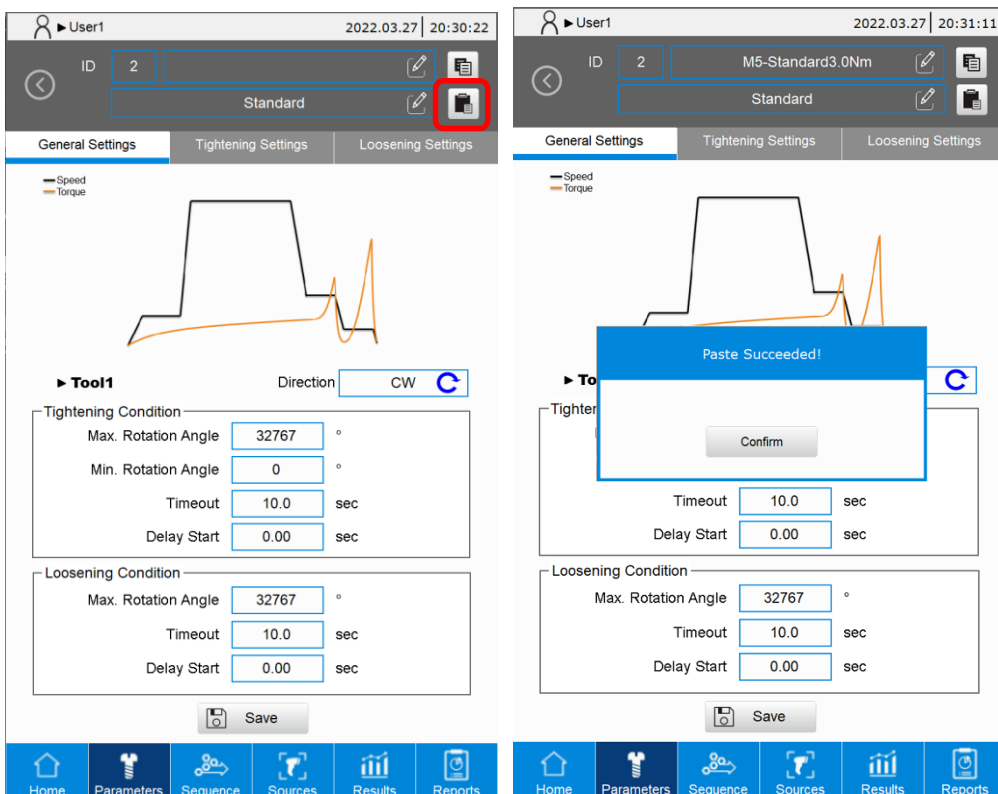 ►User1 2022.03.27 20:30:22
ID 2
Standard
General Settings Tightening Settings Loosening Settings
Speed
Torque
►Tool1 Direction CW
Tightening Condition
Max. Rotation Angle 32767 °
Min. Rotation Angle 0 °
Timeout 10.0 sec
Delay Start 0.00 sec
Loosening Condition
Max. Rotation Angle 32767 °
Timeout 10.0 sec
Delay Start 0.00 sec
Save
Home Parameters Sequence Sources Results Reports
►User1 2022.03.27 20:31:11
ID 2 M5-Standard3.0Nm
Standard
General Settings Tightening Settings Loosening Settings
Speed
Torque
Paste Succeeded!
►To
Tighter
Confirm
Timeout 10.0 sec
Delay Start 0.00 sec
Loosening Condition
Max. Rotation Angle 32767 °
Timeout 10.0 sec
Delay Start 0.00 sec
Save
Home Parameters Sequence Sources Results Reports